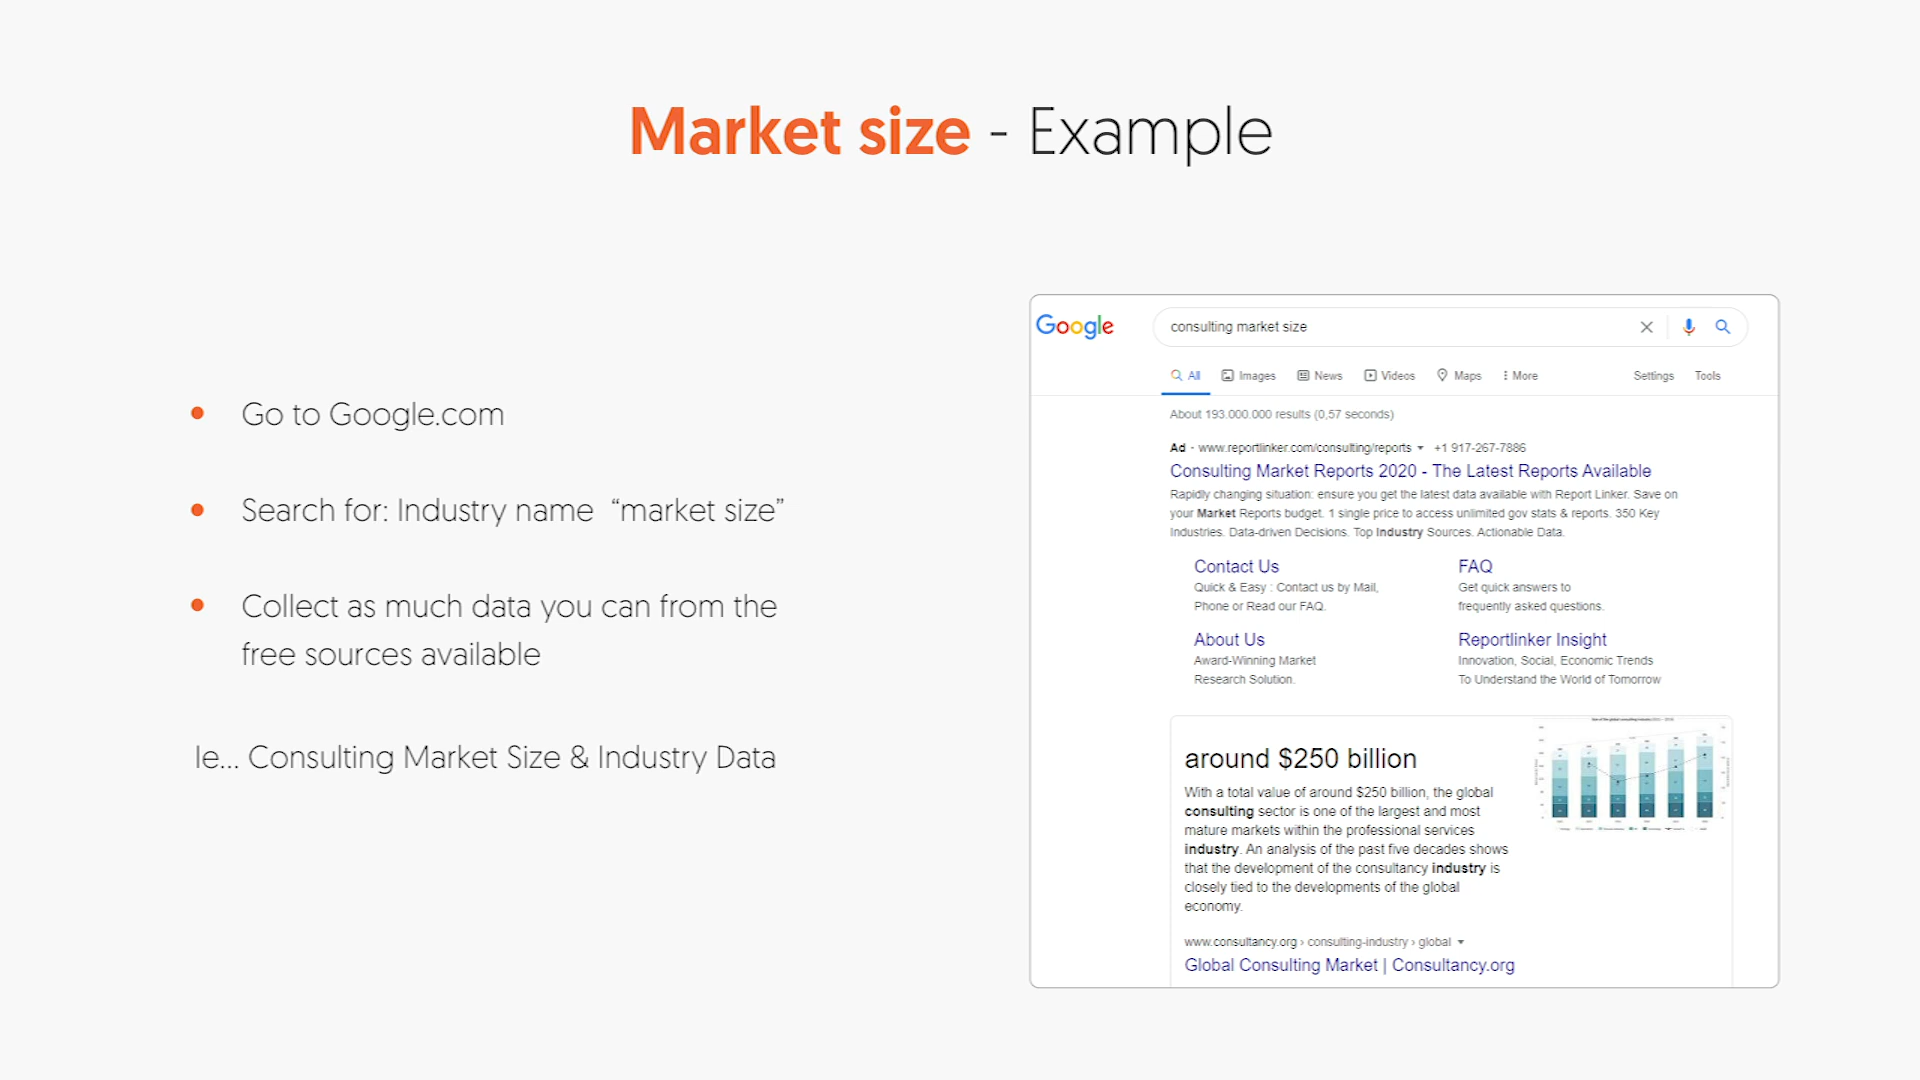 Market size - Example
Go to Google.com
Search for: Industry name “market size”
Collect as much data you can from the
free sources available
Ie... Consulting Market Size & Industry Data
Google
consulting market size
All Images News Videos Maps More Settings Tools
About 193.000.000 results (0,57 seconds)
Ad · www.reportlinker.com/consulting/reports +1 917-267-7886
Consulting Market Reports 2020 - The Latest Reports Available
Rapidly changing situation: ensure you get the latest data available with Report Linker. Save on
your Market Reports budget. 1 single price to access unlimited gov stats & reports. 350 Key
Industries. Data-driven Decisions. Top Industry Sources. Actionable Data.
Contact Us
Quick & Easy : Contact us by Mail,
Phone or Read our FAQ.
FAQ
Get quick answers to
frequently asked questions.
About Us
Award-Winning Market
Research Solution.
Reportlinker Insight
Innovation, Social, Economic Trends
To Understand the World of Tomorrow
around $250 billion
With a total value of around $250 billion, the global
consulting sector is one of the largest and most
mature markets within the professional services
industry. An analysis of the past five decades shows
that the development of the consultancy industry is
closely tied to the developments of the global
economy.
www.consultancy.org › consulting-industry › global
Global Consulting Market | Consultancy.org